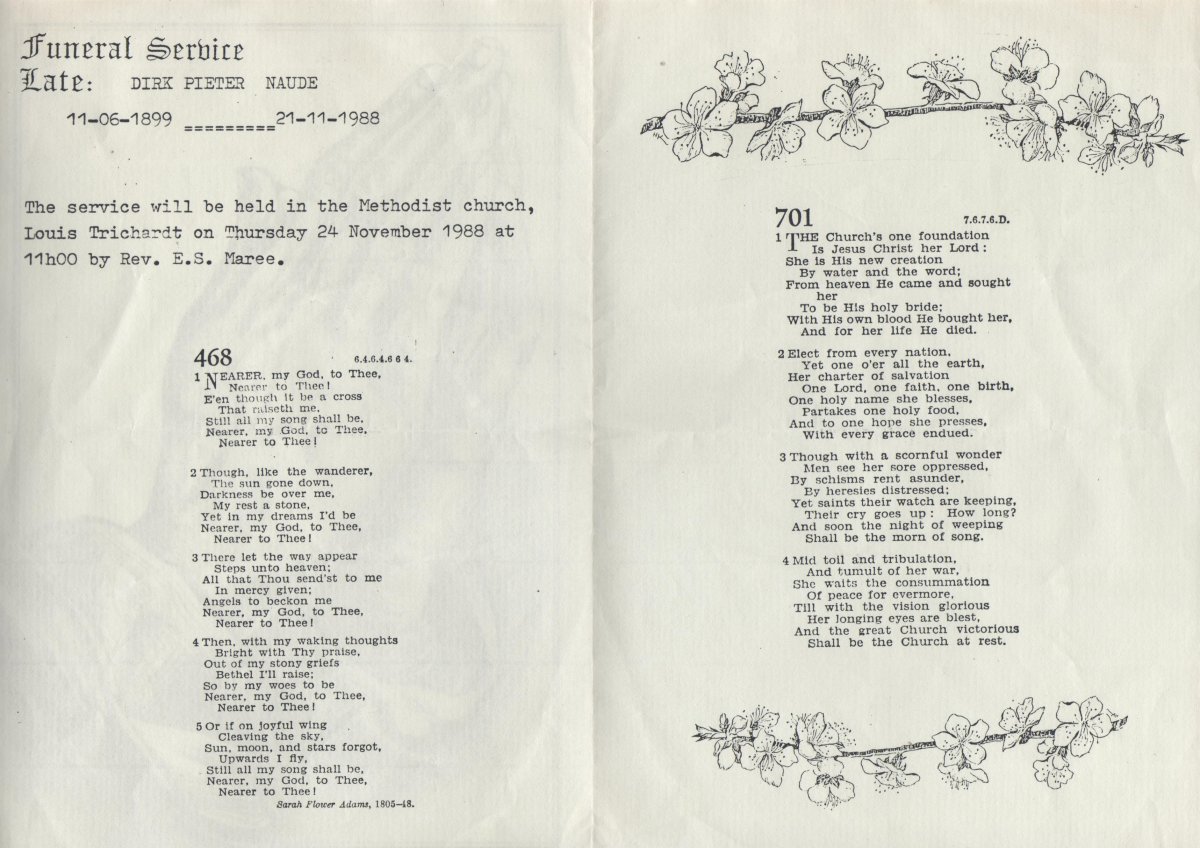 Funeral Service
Late: DIRK PIETER NAUDE
11-06-1899 =========21-11-1988
The service will be held in the Methodist church,
Louis Trichardt on Thursday 24 November 1988 at
11h00 by Rev. E.S. Maree.
468 6.4.6.4.6 6 4.
1 NEARER, my God, to Thee,
Nearer to Thee!
E'en though it be a cross
That raiseth me,
Still all my song shall be,
Nearer, my God, to Thee,
Nearer to Thee!
2 Though, like the wanderer,
The sun gone down,
Darkness be over me,
My rest a stone,
Yet in my dreams I'd be
Nearer, my God, to Thee,
Nearer to Thee!
3 There let the way appear
Steps unto heaven;
All that Thou send'st to me
In mercy given;
Angels to beckon me
Nearer, my God, to Thee,
Nearer to Thee!
4 Then, with my waking thoughts
Bright with Thy praise,
Out of my stony griefs
Bethel I'll raise;
So by my woes to be
Nearer, my God, to Thee,
Nearer to Thee!
5 Or if on joyful wing
Cleaving the sky,
Sun, moon, and stars forgot,
Upwards I fly,
Still all my song shall be,
Nearer, my God, to Thee,
Nearer to Thee!
Sarah Flower Adams, 1805-48.
701 7.6.7.6.D.
1 THE Church's one foundation
Is Jesus Christ her Lord:
She is His new creation
By water and the word;
From heaven He came and sought
her
To be His holy bride;
With His own blood He bought her,
And for her life He died.
2 Elect from every nation,
Yet one o'er all the earth,
Her charter of salvation
One Lord, one faith, one birth,
One holy name she blesses,
Partakes one holy food,
And to one hope she presses,
With every grace endued.
3 Though with a scornful wonder
Men see her sore oppressed,
By schisms rent asunder,
By heresies distressed;
Yet saints their watch are keeping,
Their cry goes up: How long?
And soon the night of weeping
Shall be the morn of song.
4 Mid toil and tribulation,
And tumult of her war,
She waits the consummation
Of peace for evermore,
Till with the vision glorious
Her longing eyes are blest,
And the great Church victorious
Shall be the Church at rest.